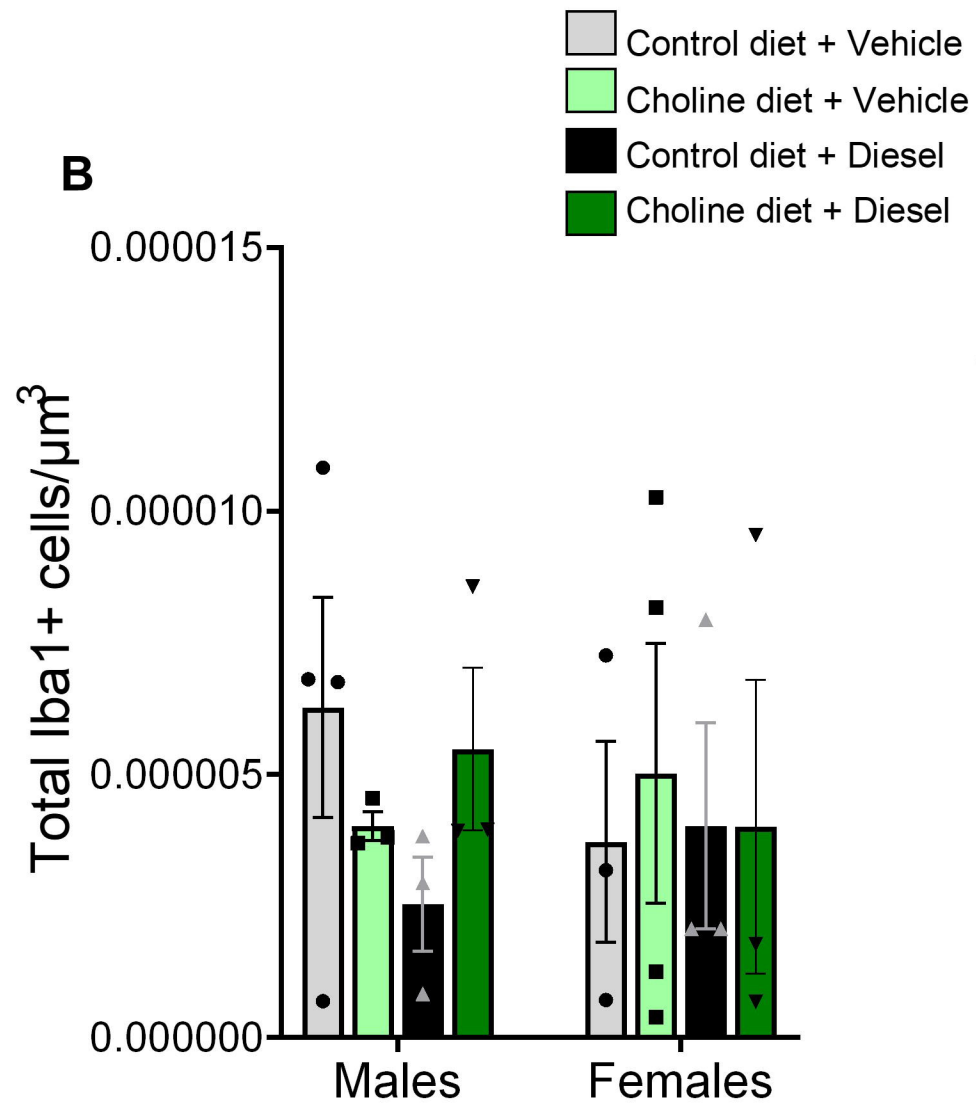 Control diet + Vehicle
Choline diet + Vehicle
Control diet + Diesel
Choline diet + Diesel
B
Total Iba1+ cells/µm³
0.000015
0.000010
0.000005
0.000000
Males
Females